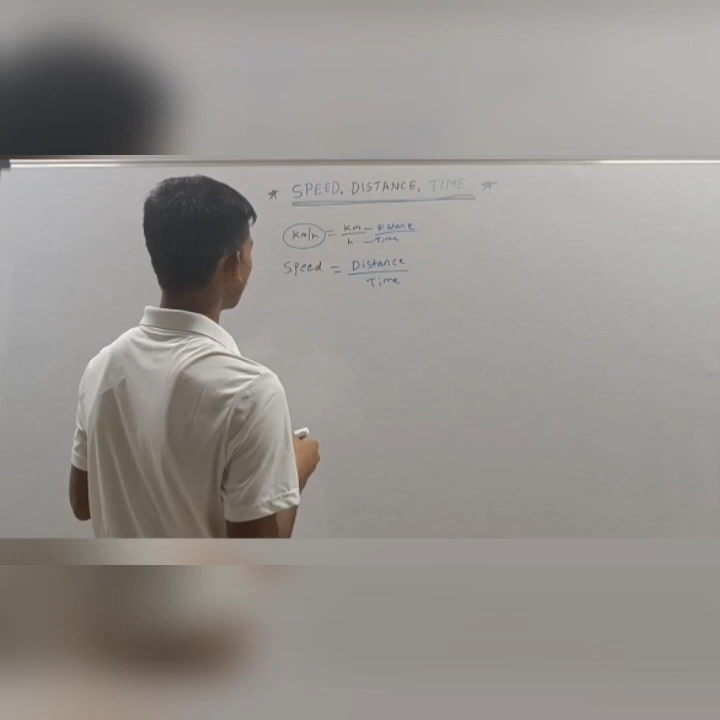 * SPEED, DISTANCE, TIME *
Km/h = Km/h - Distance/Time
Speed = Distance/Time